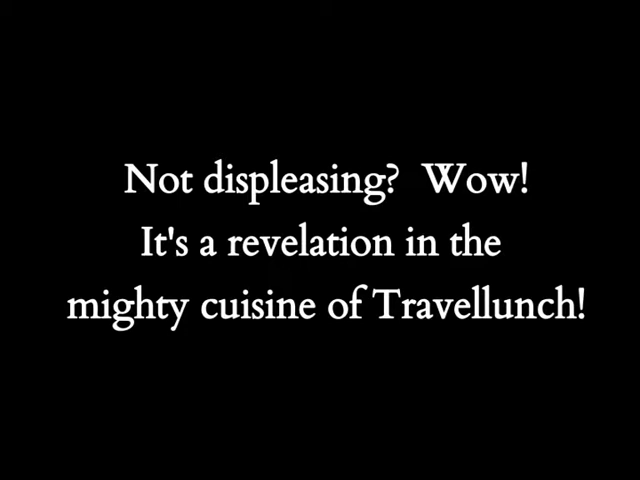 Not displeasing?  Wow!
It's a revelation in the
mighty cuisine of Travellunch!